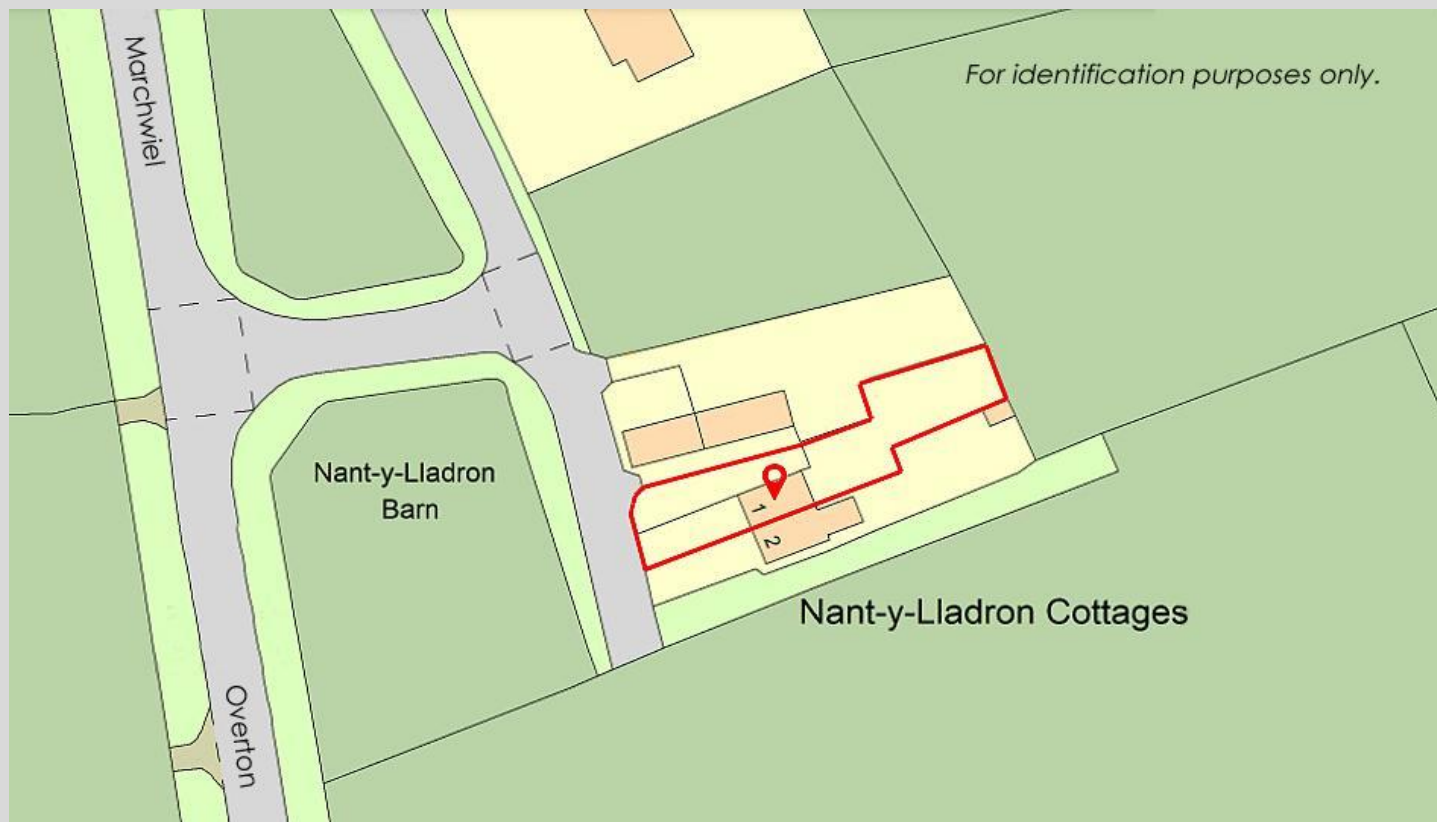 Marchwiel
For identification purposes only.
Nant-y-Lladron
Barn
1
2
Nant-y-Lladron Cottages
Overton